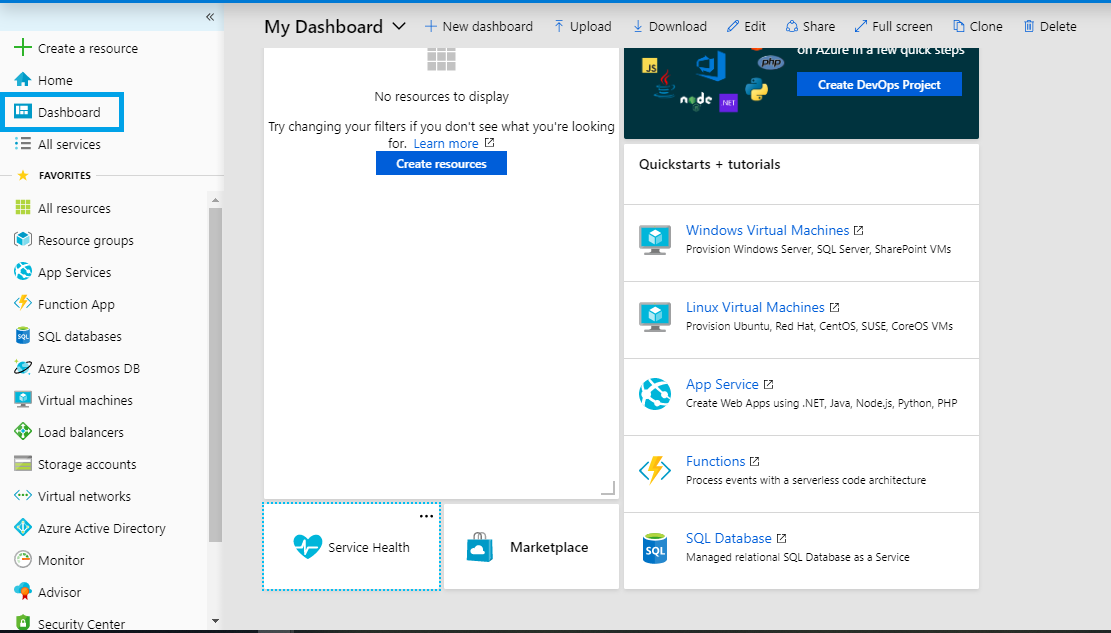 «
Create a resource
Home
Dashboard
All services
FAVORITES
All resources
Resource groups
App Services
Function App
SQL databases
Azure Cosmos DB
Virtual machines
Load balancers
Storage accounts
Virtual networks
Azure Active Directory
Monitor
Advisor
Security Center
My Dashboard
New dashboard
Upload
Download
Edit
Share
Full screen
Clone
Delete
No resources to display
Try changing your filters if you don't see what you're looking
for. Learn more
Create resources
Service Health
Marketplace
on Azure in a few quick steps
JS
php
Java
node
.NET
Create DevOps Project
Quickstarts + tutorials
Windows Virtual Machines
Provision Windows Server, SQL Server, SharePoint VMs
Linux Virtual Machines
Provision Ubuntu, Red Hat, CentOS, SUSE, CoreOS VMs
App Service
Create Web Apps using .NET, Java, Node.js, Python, PHP
Functions
Process events with a serverless code architecture
SQL
SQL Database
Managed relational SQL Database as a Service